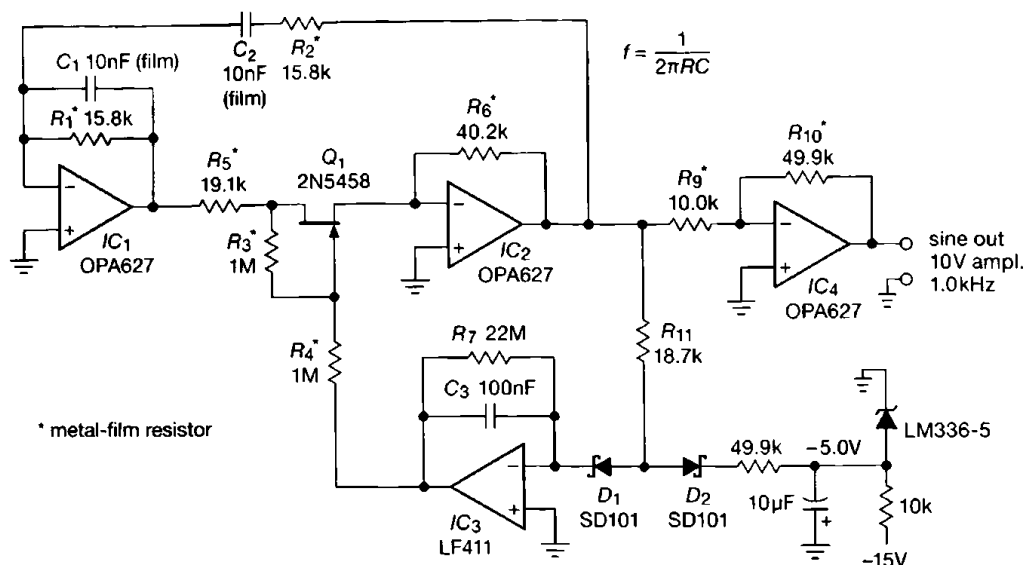 C2
10nF
(film)
R2*
15.8k
f = 1/2πRC
C1 10nF (film)
R1* 15.8k
R6*
40.2k
R10*
49.9k
Q1
2N5458
R5*
19.1k
R9*
10.0k
−
+
IC1
OPA627
R3*
1M
−
+
IC2
OPA627
−
+
IC4
OPA627
sine out
10V ampl.
1.0kHz
R11
18.7k
R4*
1M
R7 22M
C3 100nF
* metal-film resistor
LM336-5
49.9k
−5.0V
−
+
IC3
LF411
D1
SD101
D2
SD101
10µF
+
10k
−15V